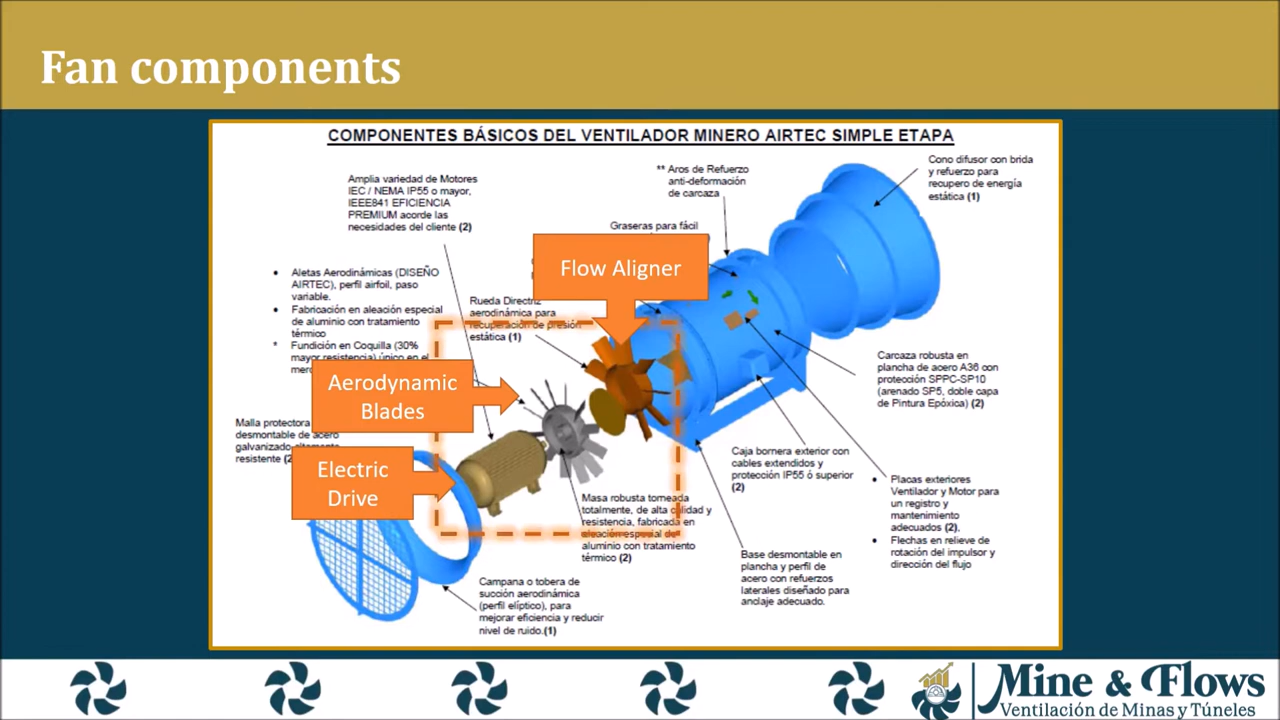 Fan components
COMPONENTES BÁSICOS DEL VENTILADOR MINERO AIRTEC SIMPLE ETAPA
Amplia variedad de Motores
IEC / NEMA IP55 o mayor,
IEEE841 EFICIENCIA
PREMIUM acorde las
necesidades del cliente (2)
** Aros de Refuerzo
anti-deformación
de carcaza
Cono difusor con brida
y refuerzo para
recupero de energía
estática (1)
Graseras para fácil
Flow Aligner
• Aletas Aerodinámicas (DISEÑO
AIRTEC), perfil airfoil, paso
variable.
• Fabricación en aleación especial
de aluminio con tratamiento
térmico
* Fundición en Coquilla (30%
mayor resistencia) único en el
Rueda Directriz
aerodinámica para
recuperación de presión
estática (1)
Aerodynamic
Blades
Carcaza robusta en
plancha de acero A36 con
protección SPPC-SP10
(arenado SP5, doble capa
de Pintura Epóxica) (2)
Malla protectora
desmontable de acero
galvanizado altamente
resistente
Electric
Drive
Caja bornera exterior con
cables extendidos y
protección IP55 ó superior
(2)
• Placas exteriores
Ventilador y Motor para
un registro y
mantenimiento
adecuados (2),
• Flechas en relieve de
rotación del impulsor y
dirección del flujo
Masa robusta torneada
totalmente, de alta calidad y
resistencia, fabricada en
aleación especial de
aluminio con tratamiento
térmico (2)
Base desmontable en
plancha y perfil de
acero con refuerzos
laterales diseñado para
anclaje adecuado.
Campana o tobera de
succión aerodinámica
(perfil elíptico), para
mejorar eficiencia y reducir
nivel de ruido.(1)
Mine & Flows
Ventilación de Minas y Túneles